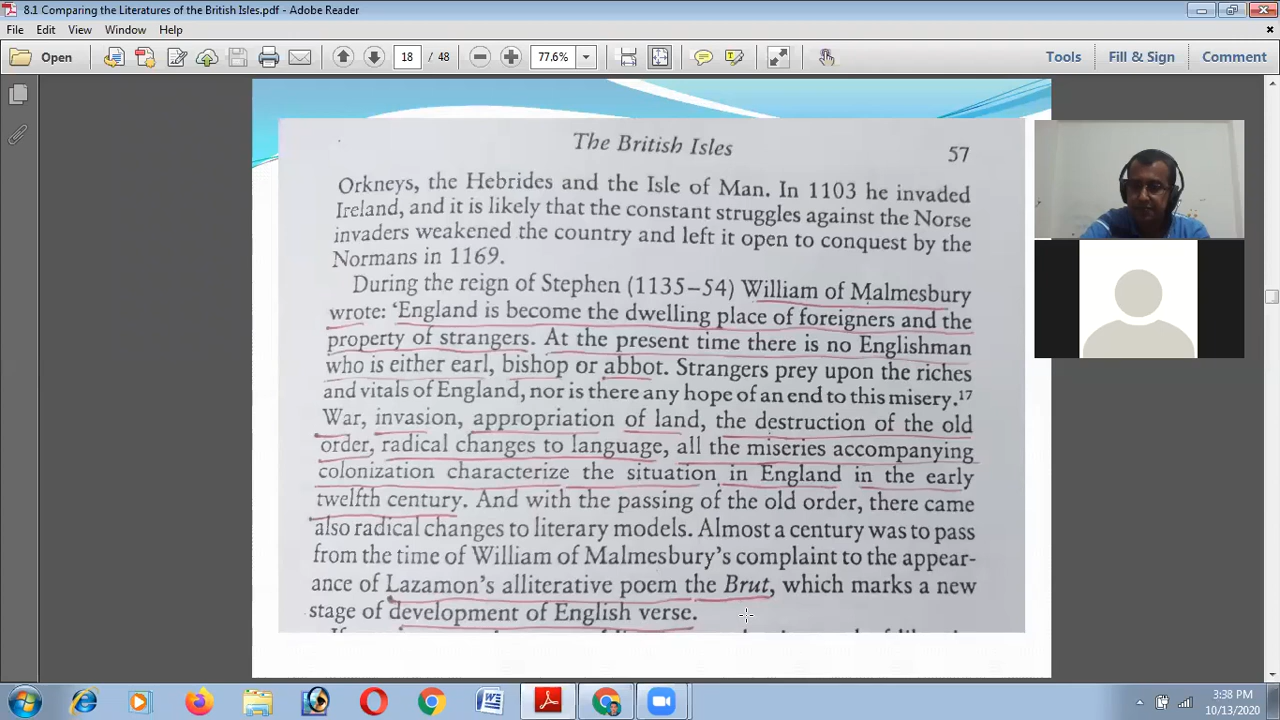 8.1 Comparing the Literatures of the British Isles.pdf - Adobe Reader
File Edit View Window Help
Open 18 / 48 77.6% Tools Fill & Sign Comment
The British Isles 57
Orkneys, the Hebrides and the Isle of Man. In 1103 he invaded
Ireland, and it is likely that the constant struggles against the Norse
invaders weakened the country and left it open to conquest by the
Normans in 1169.
During the reign of Stephen (1135–54) William of Malmesbury
wrote: ‘England is become the dwelling place of foreigners and the
property of strangers. At the present time there is no Englishman
who is either earl, bishop or abbot. Strangers prey upon the riches
and vitals of England, nor is there any hope of an end to this misery.17
War, invasion, appropriation of land, the destruction of the old
order, radical changes to language, all the miseries accompanying
colonization characterize the situation in England in the early
twelfth century. And with the passing of the old order, there came
also radical changes to literary models. Almost a century was to pass
from the time of William of Malmesbury’s complaint to the appear-
ance of Lazamon’s alliterative poem the Brut, which marks a new
stage of development of English verse.
3:38 PM
10/13/2020